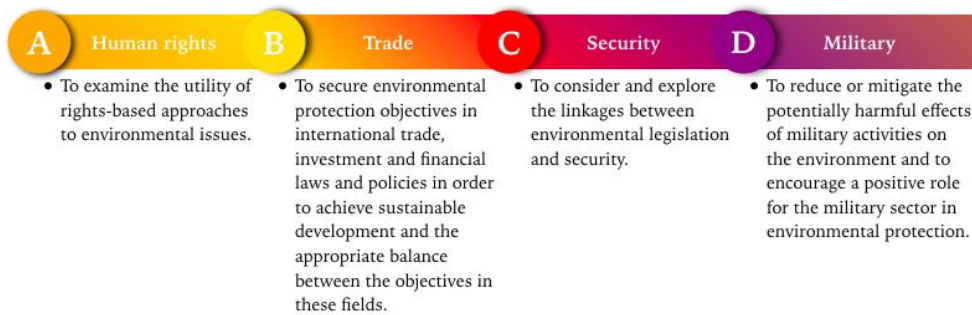 A Human rights
• To examine the utility of
rights-based approaches
to environmental issues.
B Trade
• To secure environmental
protection objectives in
international trade,
investment and financial
laws and policies in order
to achieve sustainable
development and the
appropriate balance
between the objectives in
these fields.
C Security
• To consider and explore
the linkages between
environmental legislation
and security.
D Military
• To reduce or mitigate the
potentially harmful effects
of military activities on
the environment and to
encourage a positive role
for the military sector in
environmental protection.